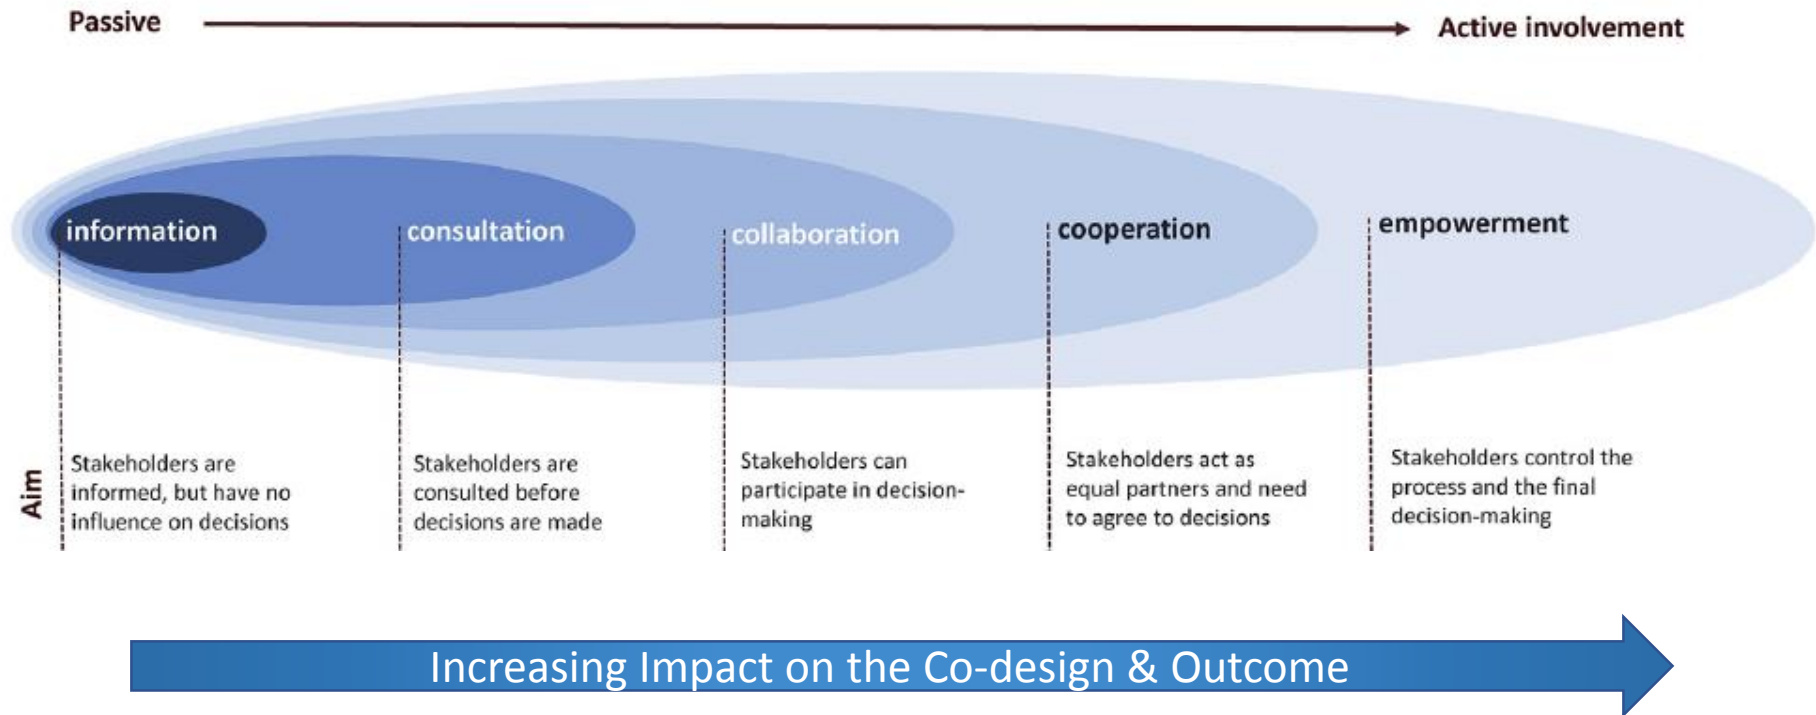 Passive
Active involvement
information
consultation
collaboration
cooperation
empowerment
Aim
Stakeholders are
informed, but have no
influence on decisions
Stakeholders are
consulted before
decisions are made
Stakeholders can
participate in decision-
making
Stakeholders act as
equal partners and need
to agree to decisions
Stakeholders control the
process and the final
decision-making
Increasing Impact on the Co-design & Outcome